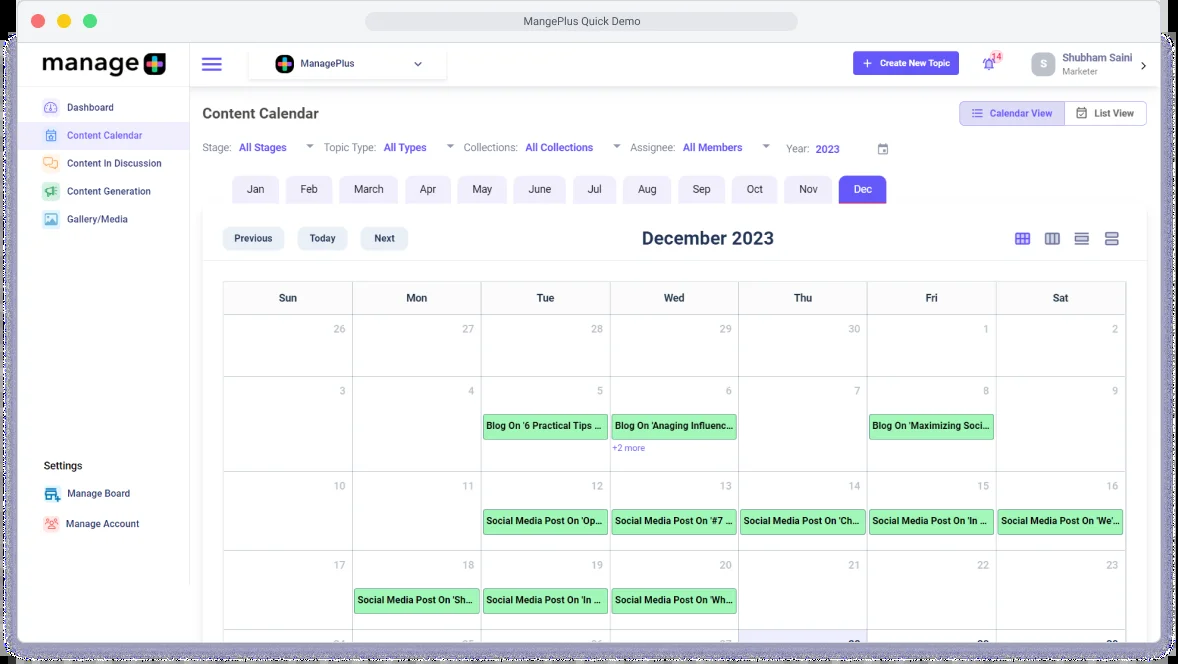 MangePlus Quick Demo
manage
ManagePlus
Create New Topic
14
S
Shubham Saini
Marketer
Dashboard
Content Calendar
Content In Discussion
Content Generation
Gallery/Media
Settings
Manage Board
Manage Account
Content Calendar
Calendar View List View
Stage: All Stages Topic Type: All Types Collections: All Collections Assignee: All Members Year: 2023
Jan Feb March Apr May June Jul Aug Sep Oct Nov Dec
Previous Today Next
December 2023
Sun Mon Tue Wed Thu Fri Sat
26 27 28 29 30 1 2
3 4 5 6 7 8 9
Blog On '6 Practical Tips ... Blog On 'Anaging Influenc... Blog On 'Maximizing Soci...
+2 more
10 11 12 13 14 15 16
Social Media Post On 'Op... Social Media Post On '#7 ... Social Media Post On 'Ch... Social Media Post On 'In ... Social Media Post On 'We'...
17 18 19 20 21 22 23
Social Media Post On 'Sh... Social Media Post On 'In ... Social Media Post On 'Wh...